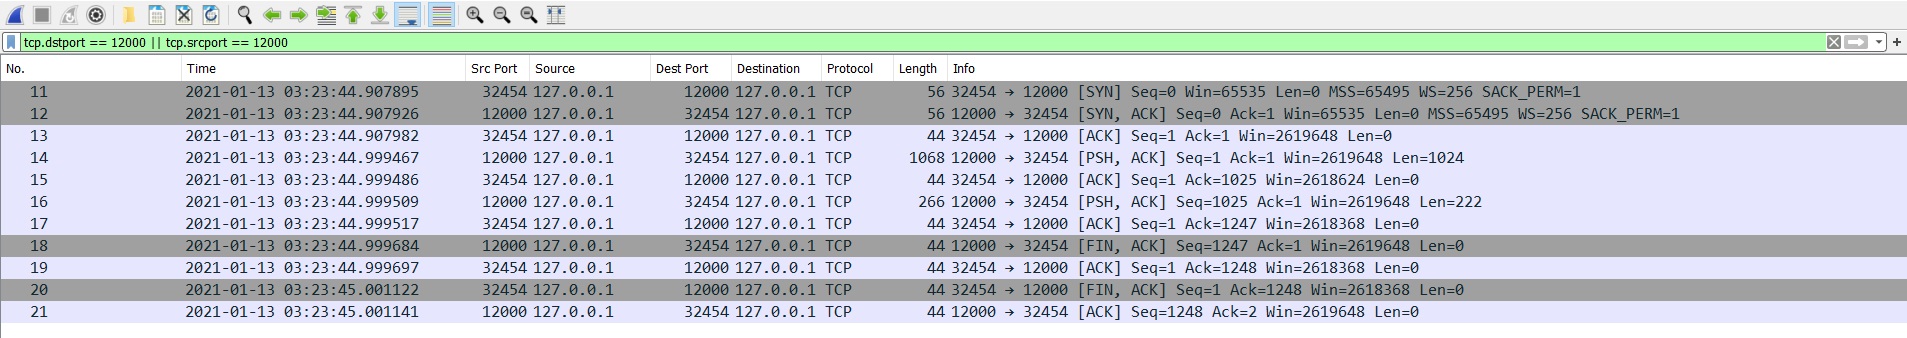 tcp.dstport == 12000 || tcp.srcport == 12000
No. Time Src Port Source Dest Port Destination Protocol Length Info
11 2021-01-13 03:23:44.907895 32454 127.0.0.1 12000 127.0.0.1 TCP 56 32454 → 12000 [SYN] Seq=0 Win=65535 Len=0 MSS=65495 WS=256 SACK_PERM=1
12 2021-01-13 03:23:44.907926 12000 127.0.0.1 32454 127.0.0.1 TCP 56 12000 → 32454 [SYN, ACK] Seq=0 Ack=1 Win=65535 Len=0 MSS=65495 WS=256 SACK_PERM=1
13 2021-01-13 03:23:44.907982 32454 127.0.0.1 12000 127.0.0.1 TCP 44 32454 → 12000 [ACK] Seq=1 Ack=1 Win=2619648 Len=0
14 2021-01-13 03:23:44.999467 12000 127.0.0.1 32454 127.0.0.1 TCP 1068 12000 → 32454 [PSH, ACK] Seq=1 Ack=1 Win=2619648 Len=1024
15 2021-01-13 03:23:44.999486 32454 127.0.0.1 12000 127.0.0.1 TCP 44 32454 → 12000 [ACK] Seq=1 Ack=1025 Win=2618624 Len=0
16 2021-01-13 03:23:44.999509 12000 127.0.0.1 32454 127.0.0.1 TCP 266 12000 → 32454 [PSH, ACK] Seq=1025 Ack=1 Win=2619648 Len=222
17 2021-01-13 03:23:44.999517 32454 127.0.0.1 12000 127.0.0.1 TCP 44 32454 → 12000 [ACK] Seq=1 Ack=1247 Win=2618368 Len=0
18 2021-01-13 03:23:44.999684 12000 127.0.0.1 32454 127.0.0.1 TCP 44 12000 → 32454 [FIN, ACK] Seq=1247 Ack=1 Win=2619648 Len=0
19 2021-01-13 03:23:44.999697 32454 127.0.0.1 12000 127.0.0.1 TCP 44 32454 → 12000 [ACK] Seq=1 Ack=1248 Win=2618368 Len=0
20 2021-01-13 03:23:45.001122 32454 127.0.0.1 12000 127.0.0.1 TCP 44 32454 → 12000 [FIN, ACK] Seq=1 Ack=1248 Win=2618368 Len=0
21 2021-01-13 03:23:45.001141 12000 127.0.0.1 32454 127.0.0.1 TCP 44 12000 → 32454 [ACK] Seq=1248 Ack=2 Win=2619648 Len=0